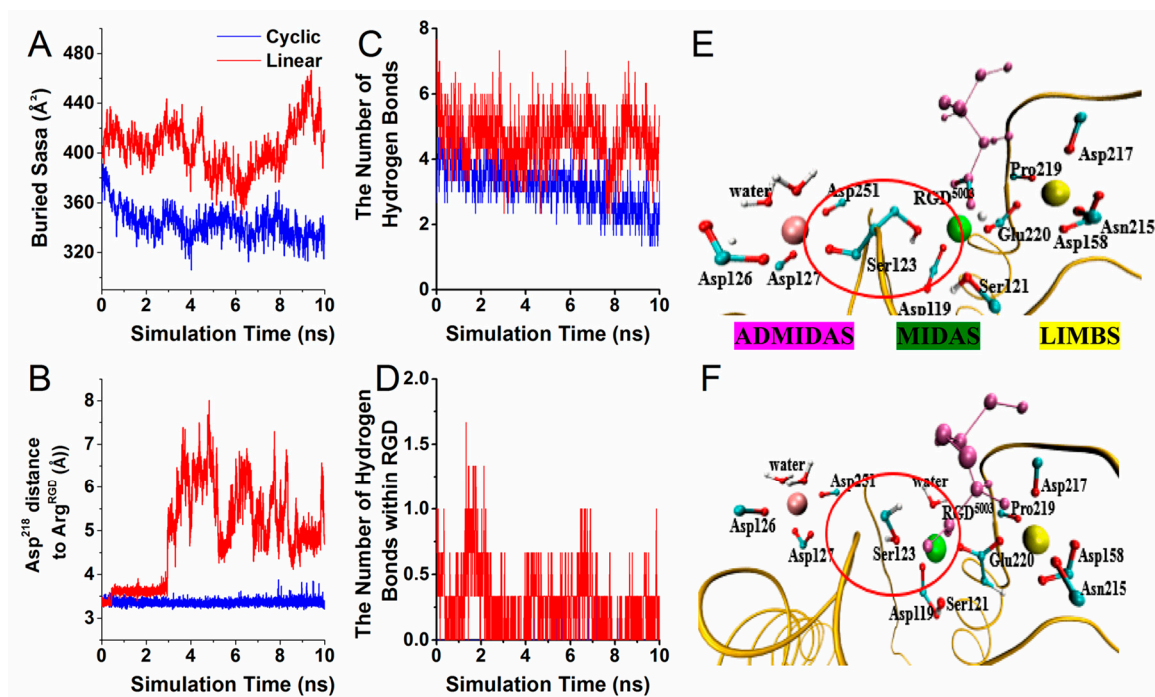 A
480
440
400
360
320
Buried Sasa (Å²)
Cyclic
Linear
0 2 4 6 8 10
Simulation Time (ns)
C
8
6
4
2
0
The Number of
Hydrogen Bonds
0 2 4 6 8 10
Simulation Time (ns)
E
water
Asp251
RGD⁵⁰⁰³
Pro219
Asp217
Asp126
Asp127
Ser123
Glu220
Asp158
Asn215
Asp119
Ser121
ADMIDAS
MIDAS
LIMBS
B
8
7
6
5
4
3
Asp²¹⁸ distance
to Argᴿᴳᴰ (Å))
0 2 4 6 8 10
Simulation Time (ns)
D
2.0
1.5
1.0
0.5
0.0
The Number of Hydrogen
Bonds within RGD
0 2 4 6 8 10
Simulation Time (ns)
F
water
Asp251
water
RGD⁵⁰⁰³
Pro219
Asp217
Asp126
Asp127
Ser123
Glu220
Asp158
Asn215
Asp119
Ser121